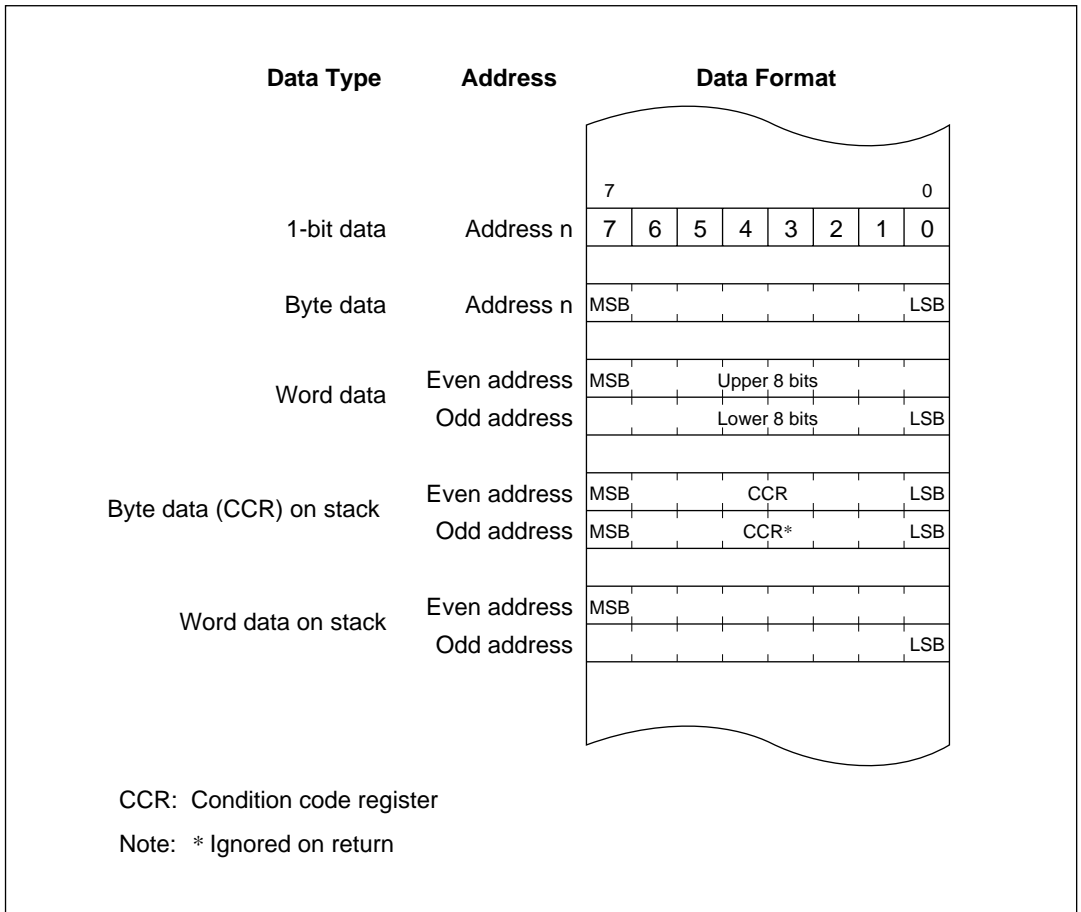 Data Type Address Data Format
7 0
1-bit data Address n 7 6 5 4 3 2 1 0
Byte data Address n MSB LSB
Word data Even address MSB Upper 8 bits
Odd address Lower 8 bits LSB
Byte data (CCR) on stack Even address MSB CCR LSB
Odd address MSB CCR* LSB
Word data on stack Even address MSB
Odd address LSB
CCR: Condition code register
Note: * Ignored on return